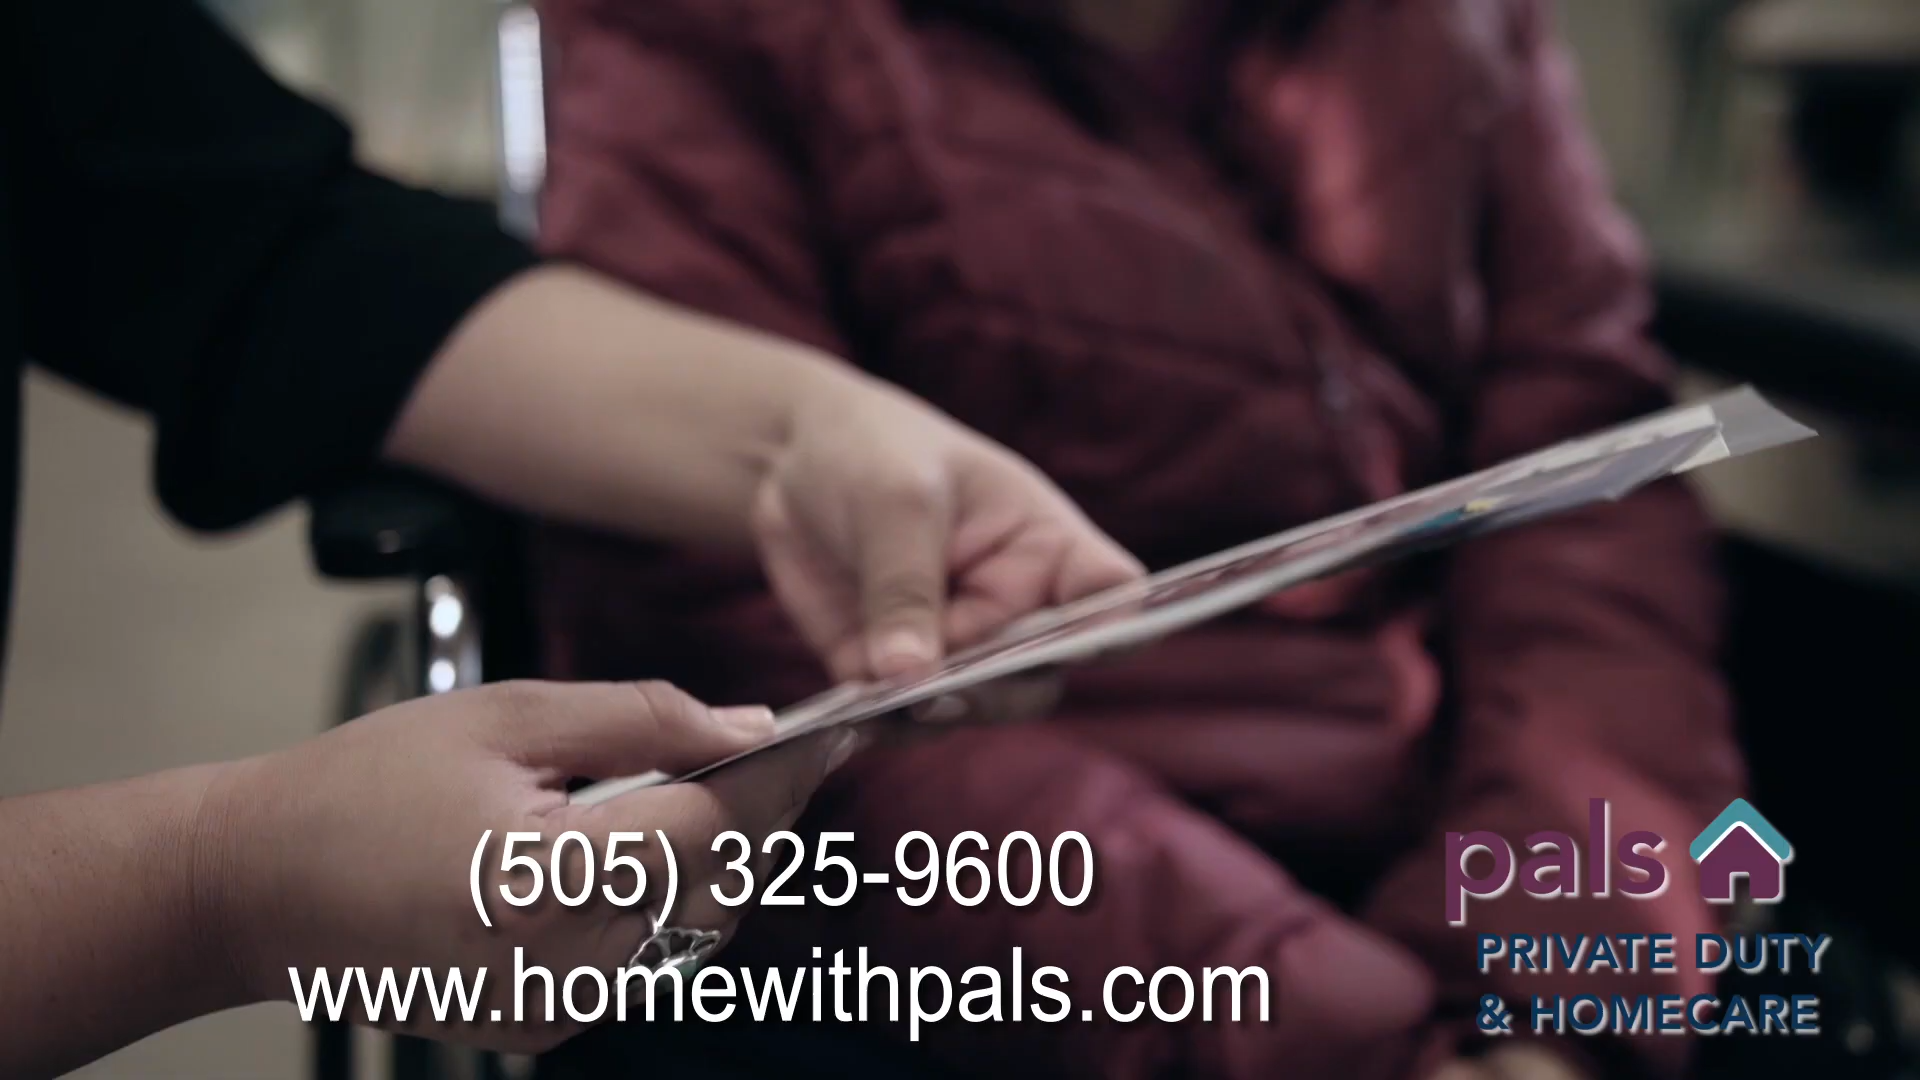 (505) 325-9600
www.homewithpals.com
pals
PRIVATE DUTY
& HOMECARE